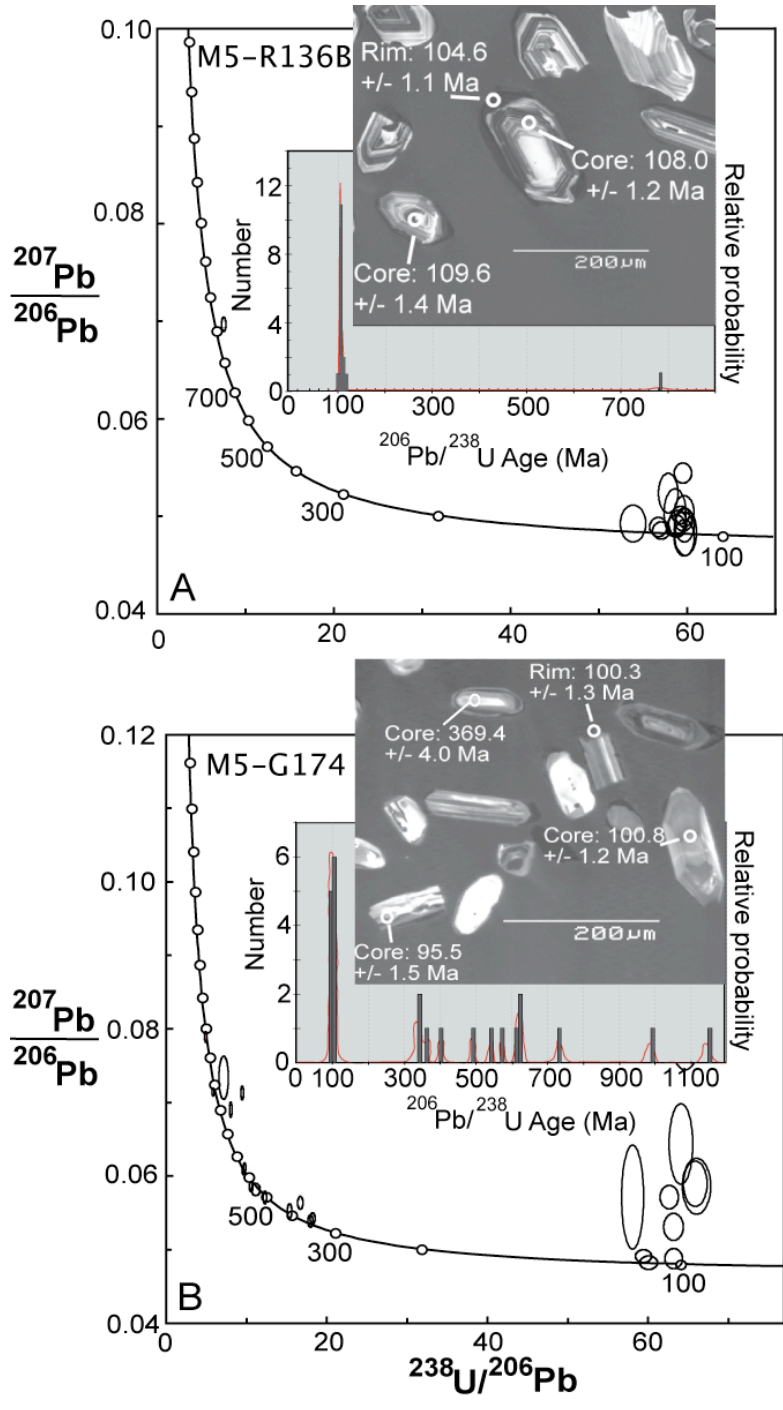 0.10
0.08
0.06
0.04
207Pb
206Pb
M5-R136B
700
500
300
100
A
0
20
40
60
Rim: 104.6
+/- 1.1 Ma
Core: 108.0
+/- 1.2 Ma
Core: 109.6
+/- 1.4 Ma
200µm
Number
12
8
4
0
0
100
300
500
700
206Pb/238U Age (Ma)
Relative probability
0.12
0.10
0.08
0.06
0.04
207Pb
206Pb
M5-G174
500
300
100
B
0
20
40
60
238U/206Pb
Rim: 100.3
+/- 1.3 Ma
Core: 369.4
+/- 4.0 Ma
Core: 100.8
+/- 1.2 Ma
Core: 95.5
+/- 1.5 Ma
200µm
Number
6
4
2
0
0
100
300
500
700
900
1100
206Pb/238U Age (Ma)
Relative probability